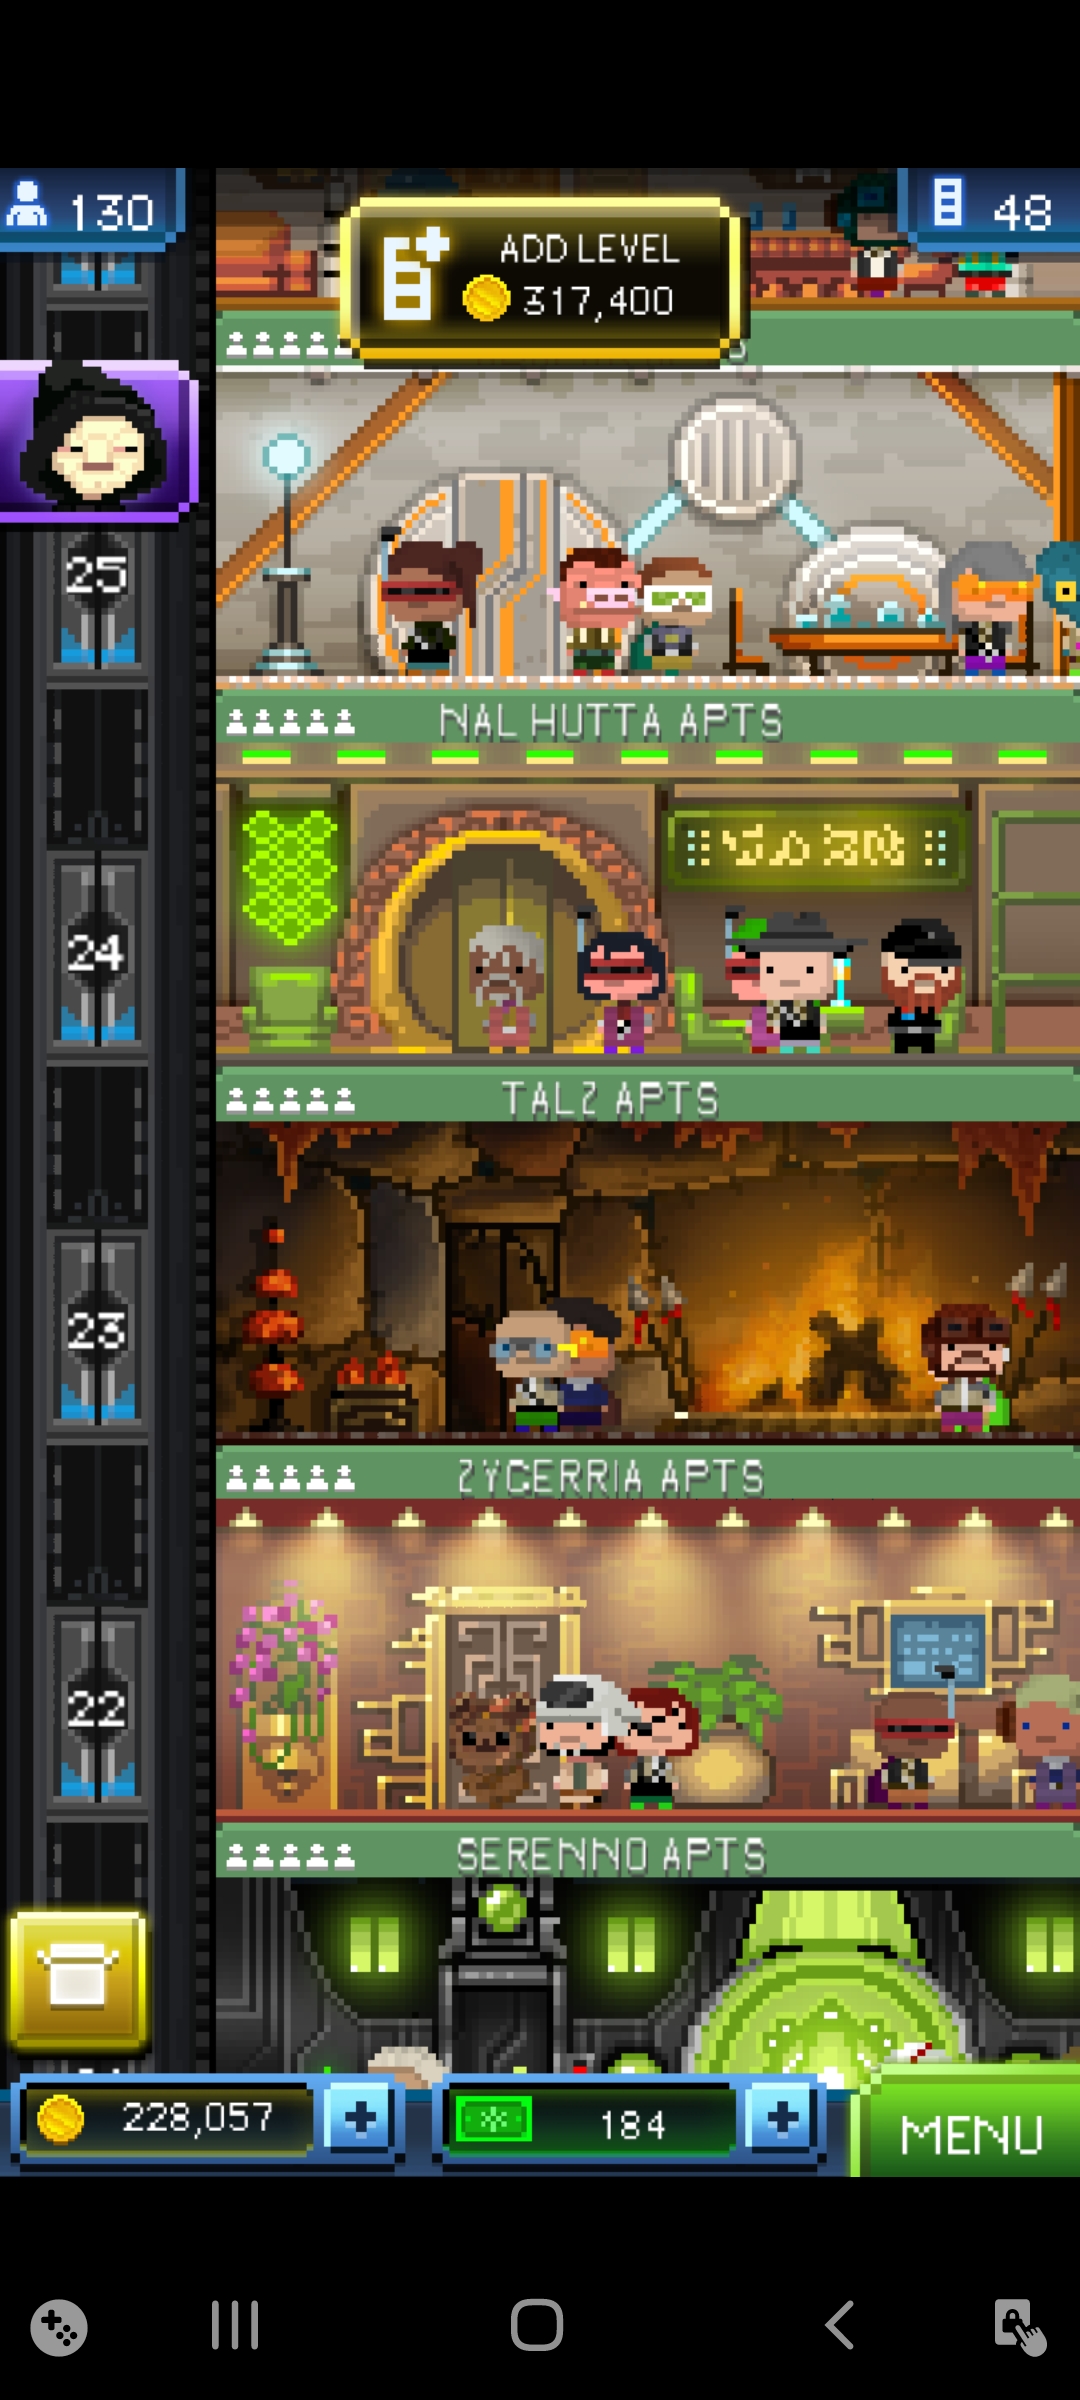 130
48
ADD LEVEL
317,400
25
NAL HUTTA APTS
24
TALZ APTS
23
ZYGERRIA APTS
22
SERENNO APTS
228,057
184
MENU